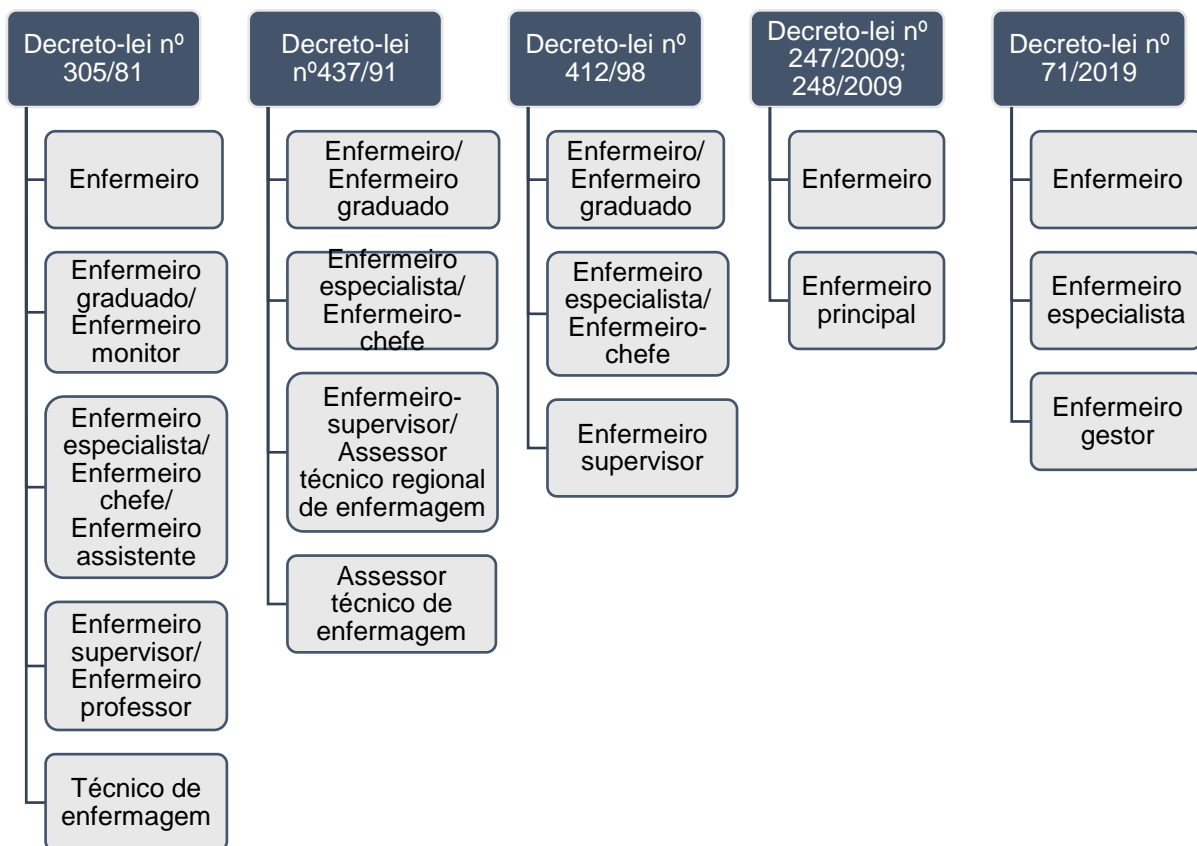 Decreto-lei nº
305/81
Enfermeiro
Enfermeiro
graduado/
Enfermeiro
monitor
Enfermeiro
especialista/
Enfermeiro
chefe/
Enfermeiro
assistente
Enfermeiro
supervisor/
Enfermeiro
professor
Técnico de
enfermagem
Decreto-lei
nº437/91
Enfermeiro/
Enfermeiro
graduado
Enfermeiro
especialista/
Enfermeiro-
chefe
Enfermeiro-
supervisor/
Assessor
técnico regional
de enfermagem
Assessor
técnico de
enfermagem
Decreto-lei nº
412/98
Enfermeiro/
Enfermeiro
graduado
Enfermeiro
especialista/
Enfermeiro-
chefe
Enfermeiro
supervisor
Decreto-lei nº
247/2009;
248/2009
Enfermeiro
Enfermeiro
principal
Decreto-lei nº
71/2019
Enfermeiro
Enfermeiro
especialista
Enfermeiro
gestor